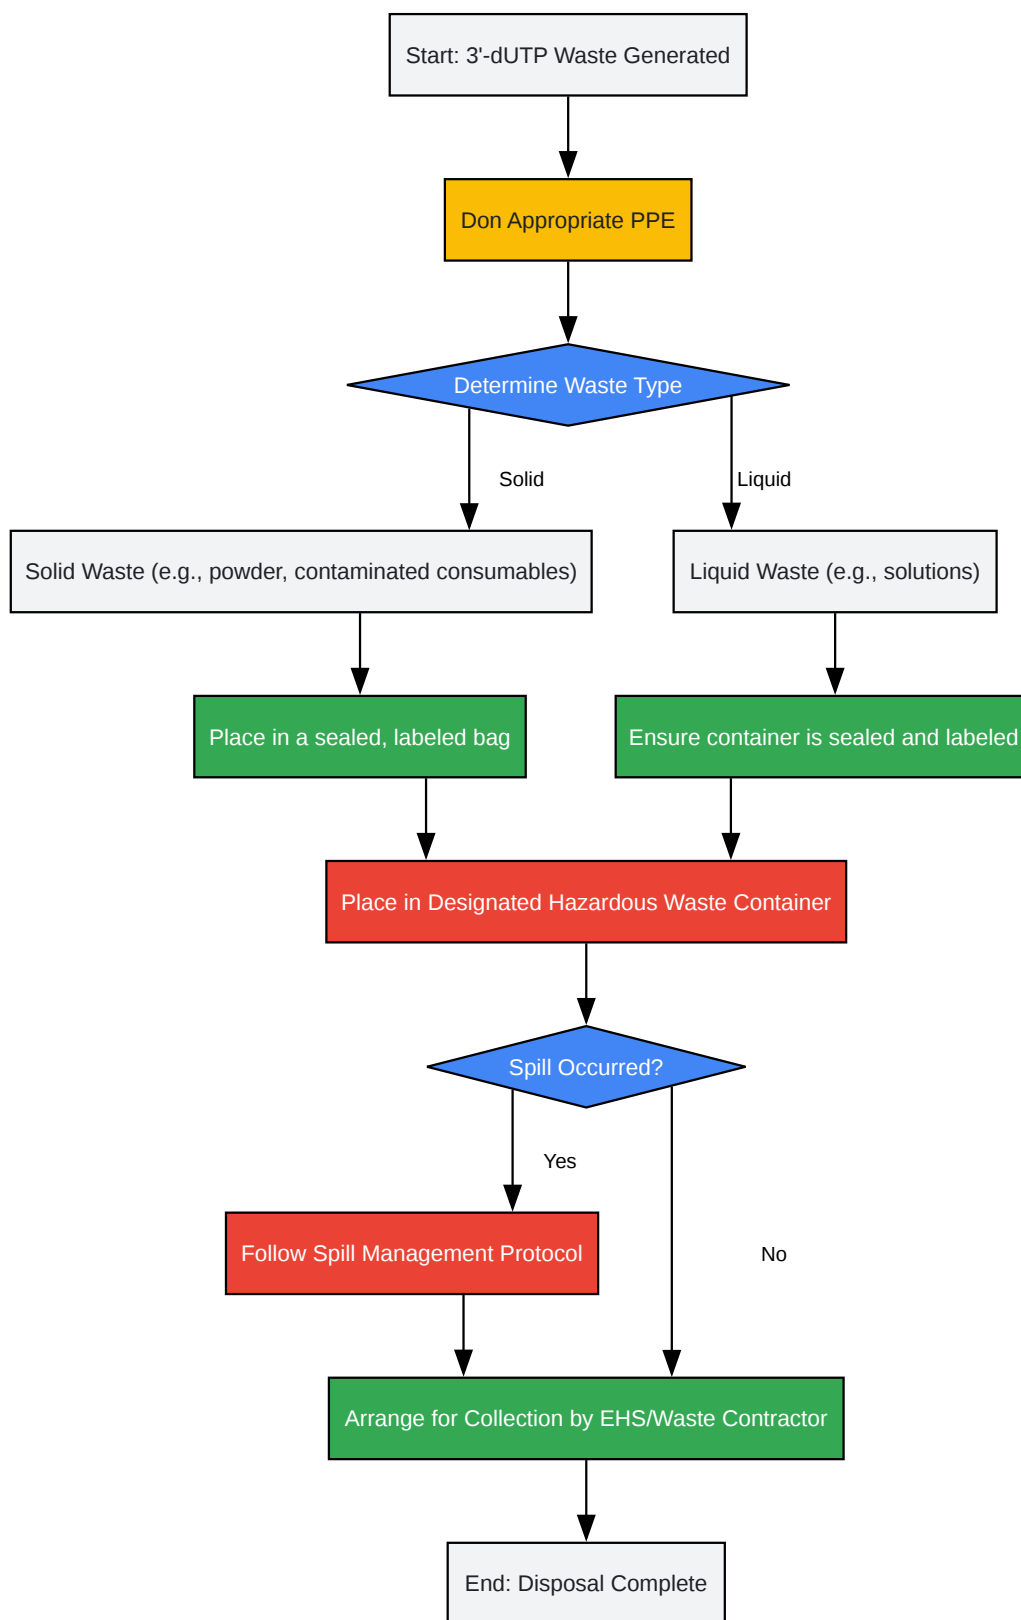 Start: 3'-dUTP Waste Generated
Don Appropriate PPE
Determine Waste Type
Solid
Liquid
Solid Waste (e.g., powder, contaminated consumables)
Liquid Waste (e.g., solutions)
Place in a sealed, labeled bag
Ensure container is sealed and labeled
Place in Designated Hazardous Waste Container
Spill Occurred?
Yes
Follow Spill Management Protocol
No
Arrange for Collection by EHS/Waste Contractor
End: Disposal Complete